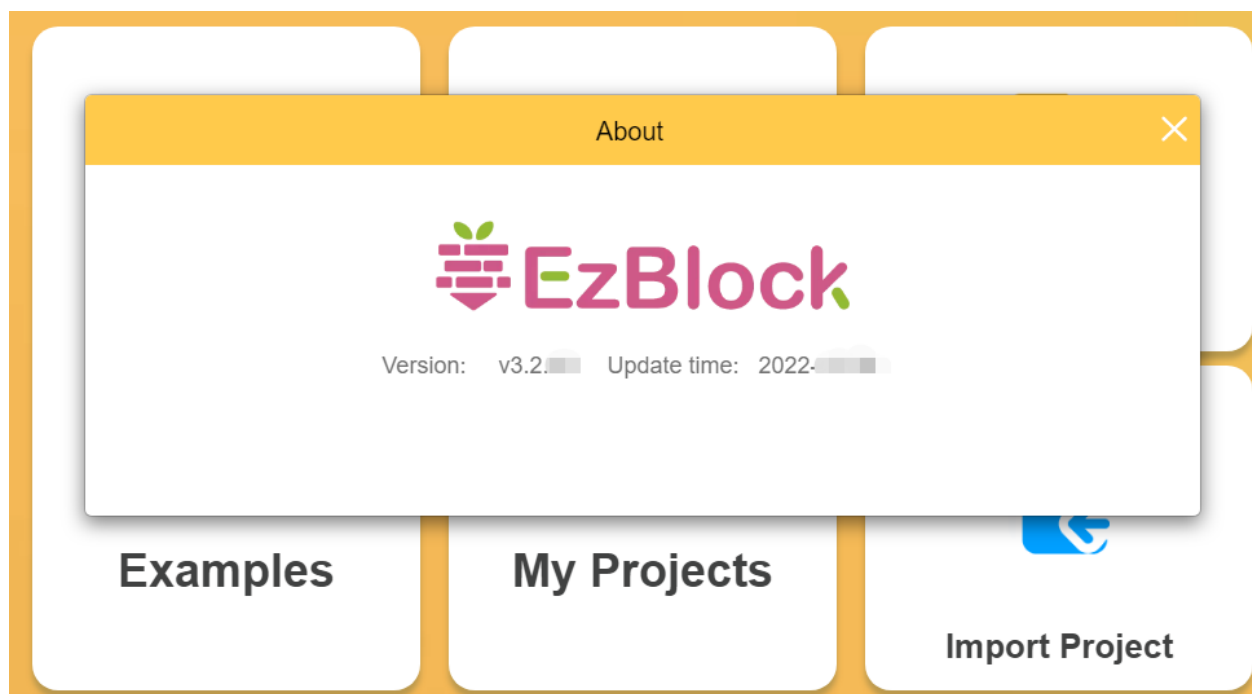 About
EzBlock
Version: v3.2. Update time: 2022-
Examples
My Projects
Import Project